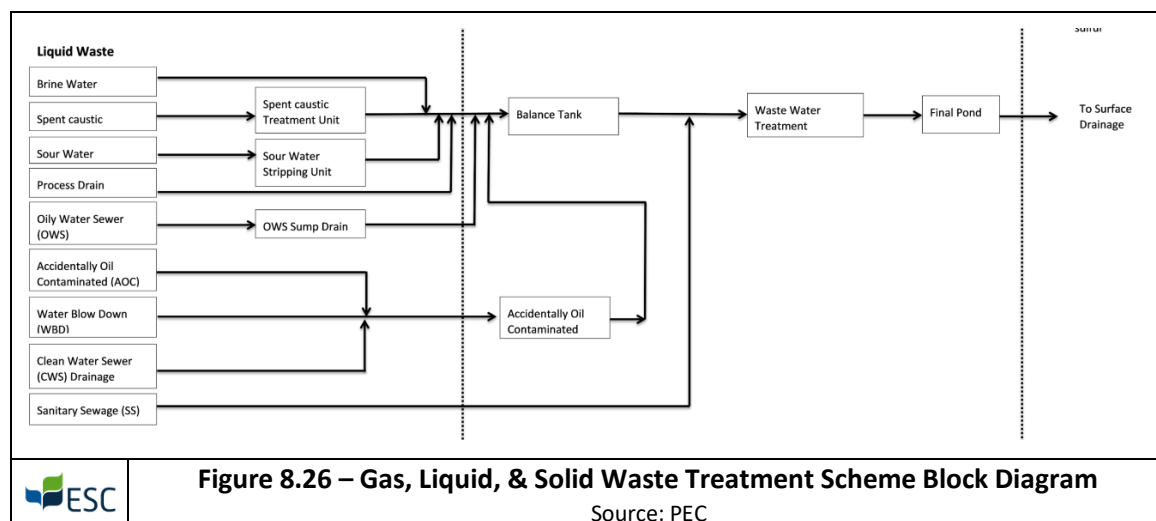 sulfur
Liquid Waste
Brine Water
Spent caustic
Spent caustic
Treatment Unit
Balance Tank
Waste Water
Treatment
Final Pond
To Surface
Drainage
Sour Water
Sour Water
Stripping Unit
Process Drain
Oily Water Sewer
(OWS)
OWS Sump Drain
Accidentally Oil
Contaminated (AOC)
Water Blow Down
(WBD)
Accidentally Oil
Contaminated
Clean Water Sewer
(CWS) Drainage
Sanitary Sewage (SS)
ESC
Figure 8.26 – Gas, Liquid, & Solid Waste Treatment Scheme Block Diagram
Source: PEC